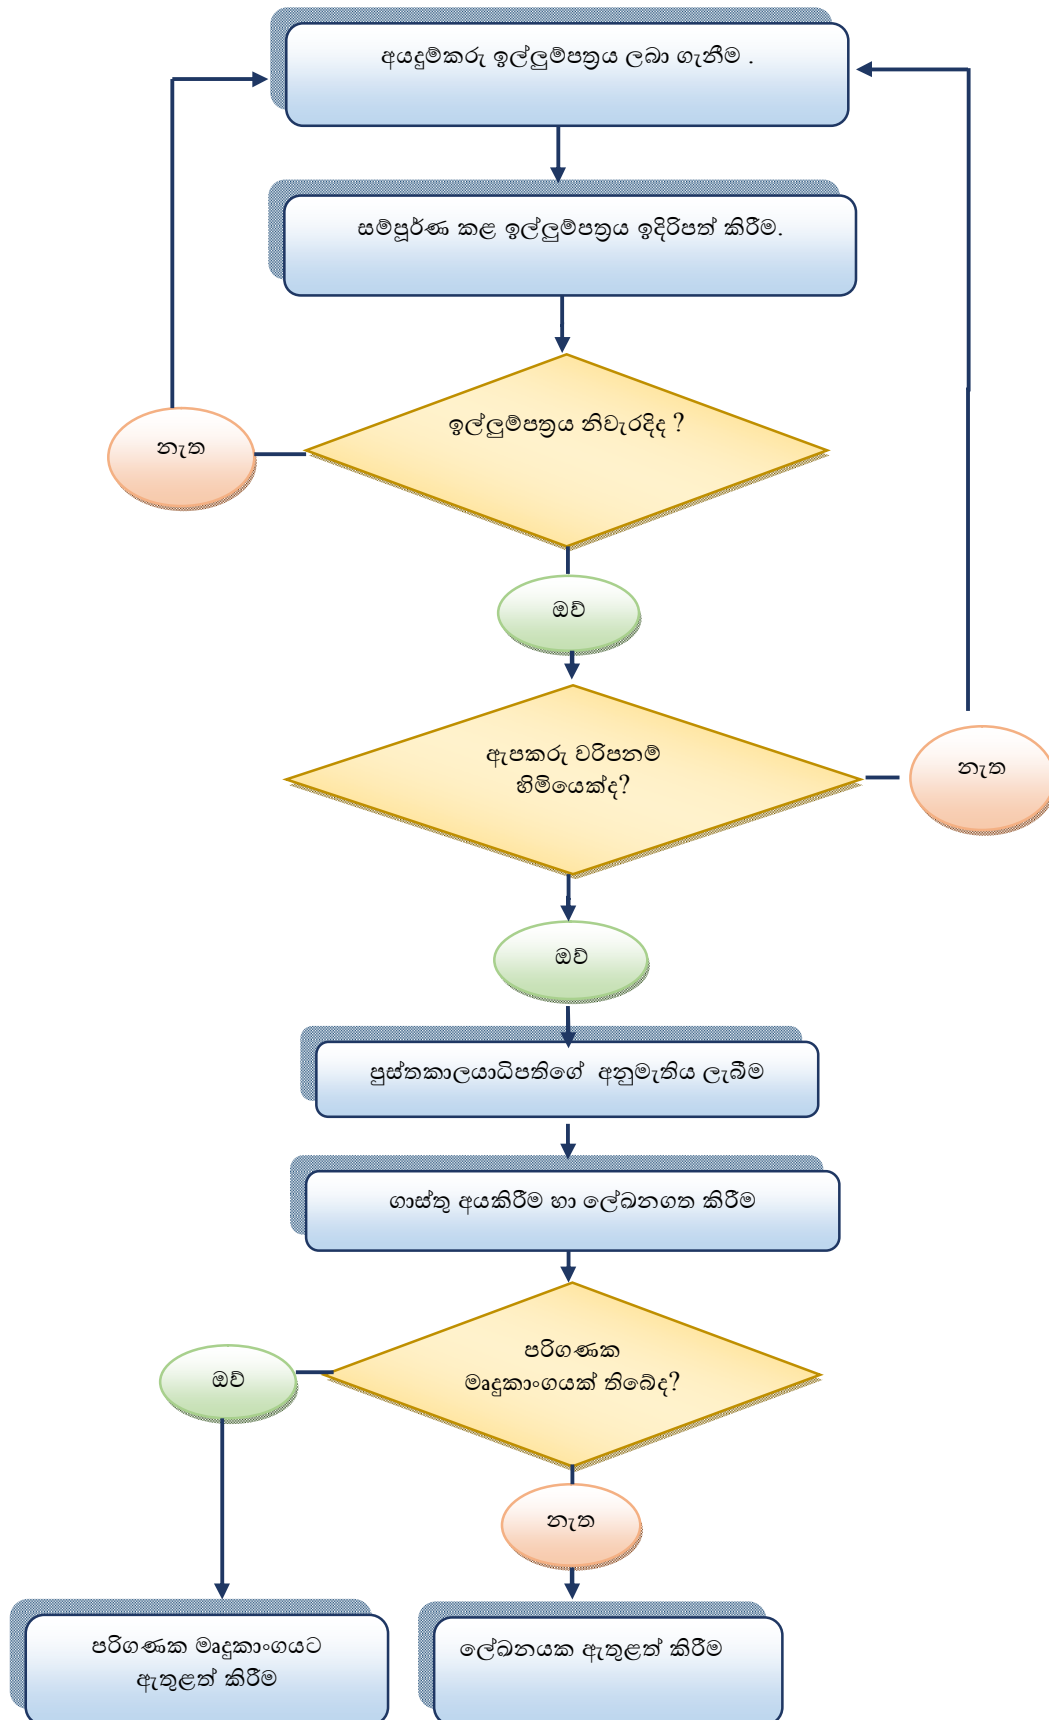 අයදුම්කරු ඉල්ලුම්පත්‍රය ලබා ගැනීම .
සම්පූර්ණ කළ ඉල්ලුම්පත්‍රය ඉදිරිපත් කිරීම.
ඉල්ලුම්පත්‍රය නිවැරදිද ?
නැත
ඔව්
ඇපකරු වරිපනම්
හිමියෙක්ද?
නැත
ඔව්
පුස්තකාලයාධිපතිගේ අනුමැතිය ලැබීම
ගාස්තු අයකිරීම හා ලේඛනගත කිරීම
පරිගණක
මෘදුකාංගයක් තිබේද?
ඔව්
නැත
පරිගණක මෘදුකාංගයට
ඇතුළත් කිරීම
ලේඛනයක ඇතුළත් කිරීම